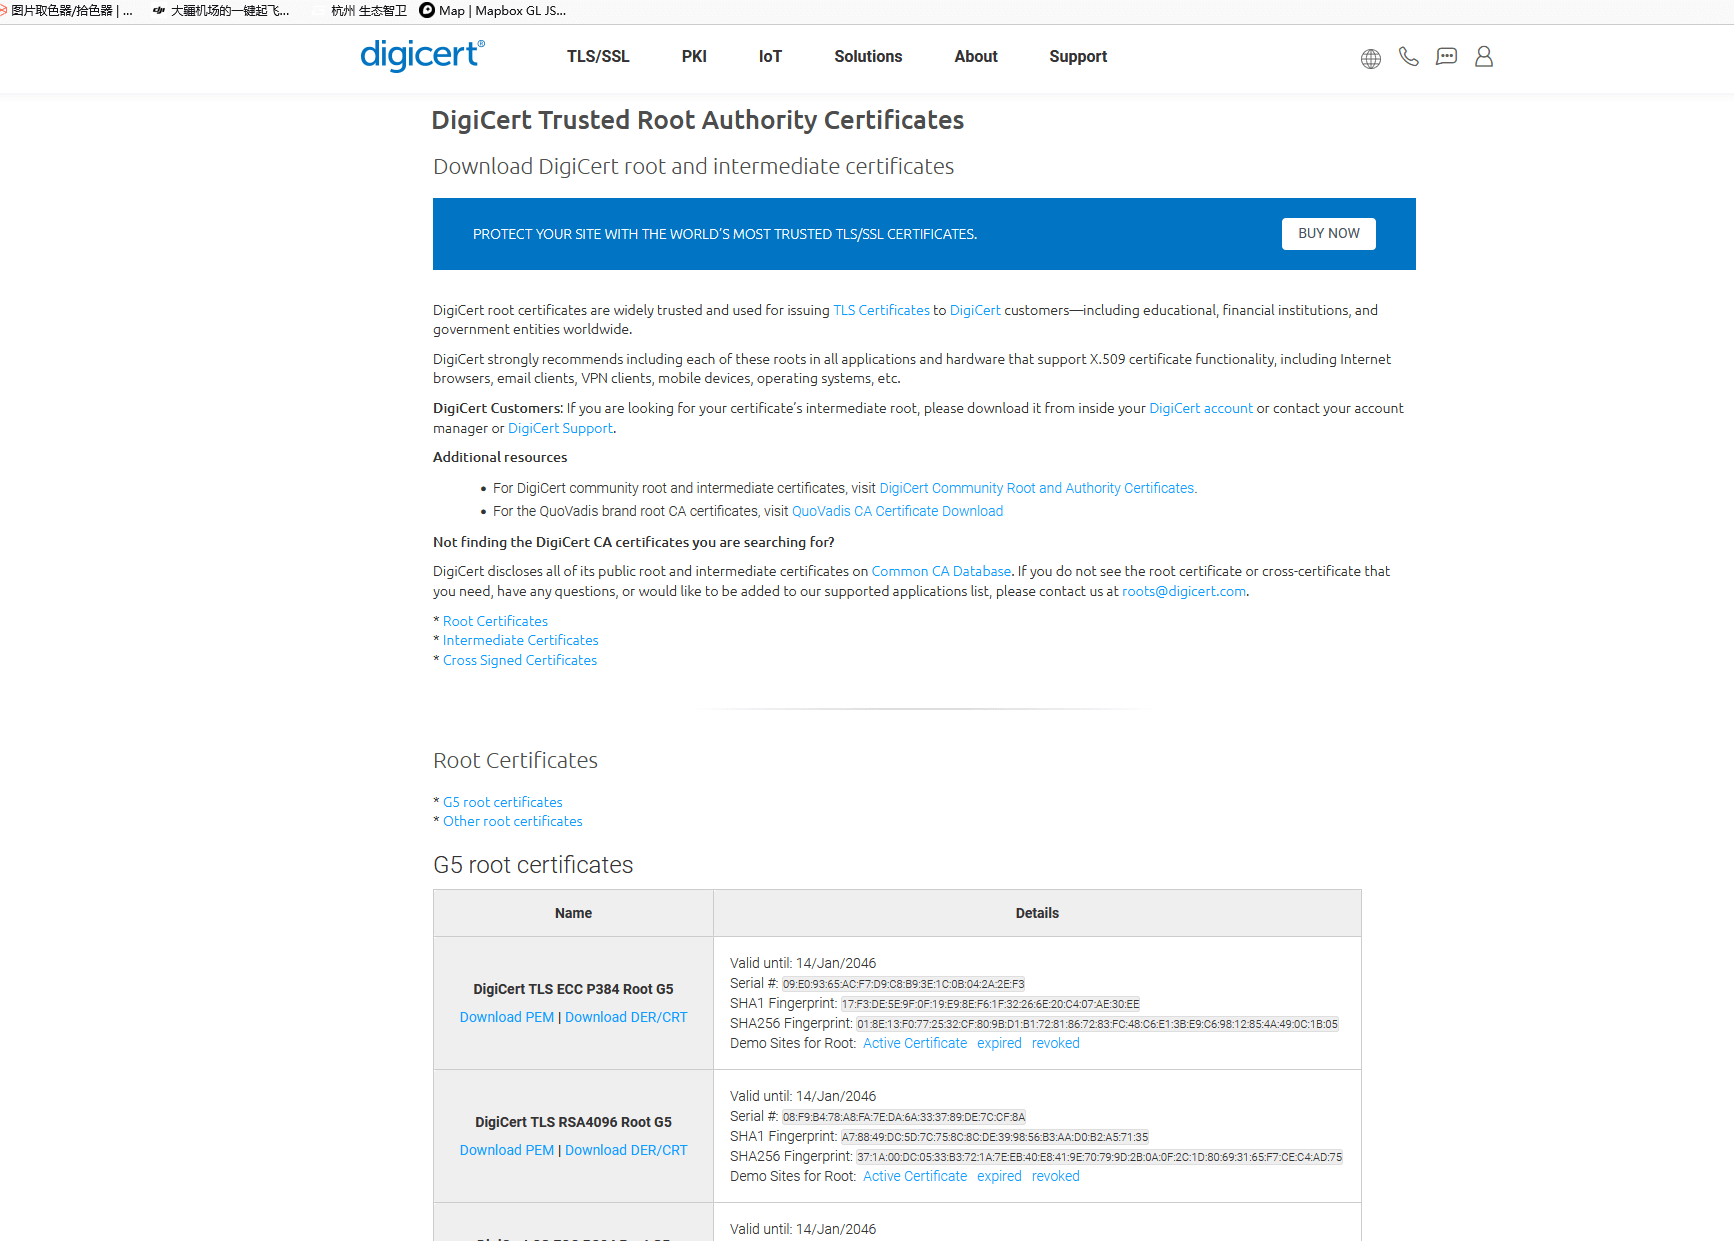 图片取色器/拾色器 | ... 大疆机场的一键起飞... 杭州 生态智卫 Map | Mapbox GL JS...
digicert® TLS/SSL PKI IoT Solutions About Support
DigiCert Trusted Root Authority Certificates
Download DigiCert root and intermediate certificates
PROTECT YOUR SITE WITH THE WORLD’S MOST TRUSTED TLS/SSL CERTIFICATES. BUY NOW
DigiCert root certificates are widely trusted and used for issuing TLS Certificates to DigiCert customers—including educational, financial institutions, and
government entities worldwide.
DigiCert strongly recommends including each of these roots in all applications and hardware that support X.509 certificate functionality, including Internet
browsers, email clients, VPN clients, mobile devices, operating systems, etc.
DigiCert Customers: If you are looking for your certificate’s intermediate root, please download it from inside your DigiCert account or contact your account
manager or DigiCert Support.
Additional resources
• For DigiCert community root and intermediate certificates, visit DigiCert Community Root and Authority Certificates.
• For the QuoVadis brand root CA certificates, visit QuoVadis CA Certificate Download
Not finding the DigiCert CA certificates you are searching for?
DigiCert discloses all of its public root and intermediate certificates on Common CA Database. If you do not see the root certificate or cross-certificate that
you need, have any questions, or would like to be added to our supported applications list, please contact us at roots@digicert.com.
* Root Certificates
* Intermediate Certificates
* Cross Signed Certificates
Root Certificates
* G5 root certificates
* Other root certificates
G5 root certificates
Name Details
DigiCert TLS ECC P384 Root G5
Download PEM | Download DER/CRT
Valid until: 14/Jan/2046
Serial #: 09:E0:93:65:AC:F7:D9:C8:B9:3E:1C:0B:04:2A:2E:F3
SHA1 Fingerprint: 17:F3:DE:5E:9F:0F:19:E9:8E:F6:1F:32:26:6E:20:C4:07:AE:30:EE
SHA256 Fingerprint: 01:8E:13:F0:77:25:32:CF:80:9B:D1:B1:72:81:86:72:83:FC:48:C6:E1:3B:E9:C6:98:12:85:4A:49:0C:1B:05
Demo Sites for Root: Active Certificate expired revoked
DigiCert TLS RSA4096 Root G5
Download PEM | Download DER/CRT
Valid until: 14/Jan/2046
Serial #: 08:F9:B4:78:A8:FA:7E:DA:6A:33:37:89:DE:7C:CF:8A
SHA1 Fingerprint: A7:88:49:DC:5D:7C:75:8C:8C:DE:39:98:56:B3:AA:D0:B2:A5:71:35
SHA256 Fingerprint: 37:1A:00:DC:05:33:B3:72:1A:7E:EB:40:E8:41:9E:70:79:9D:2B:0A:0F:2C:1D:80:69:31:65:F7:CE:C4:AD:75
Demo Sites for Root: Active Certificate expired revoked
Valid until: 14/Jan/2046